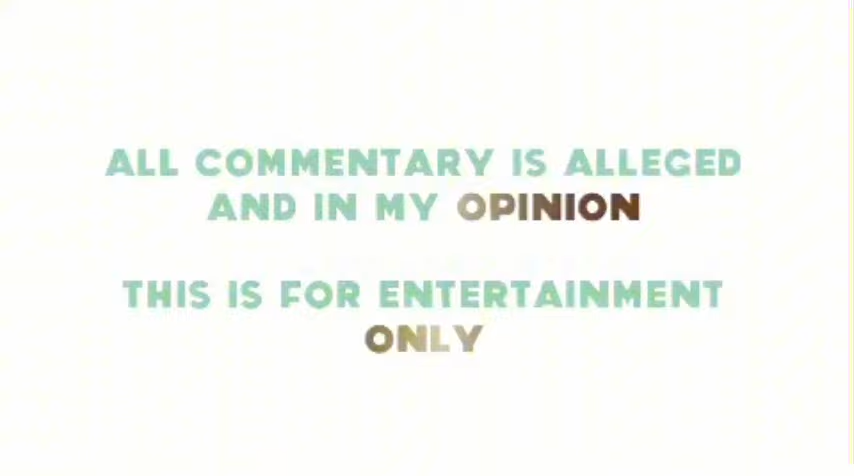 ALL COMMENTARY IS ALLEGED
AND IN MY OPINION
THIS IS FOR ENTERTAINMENT
ONLY